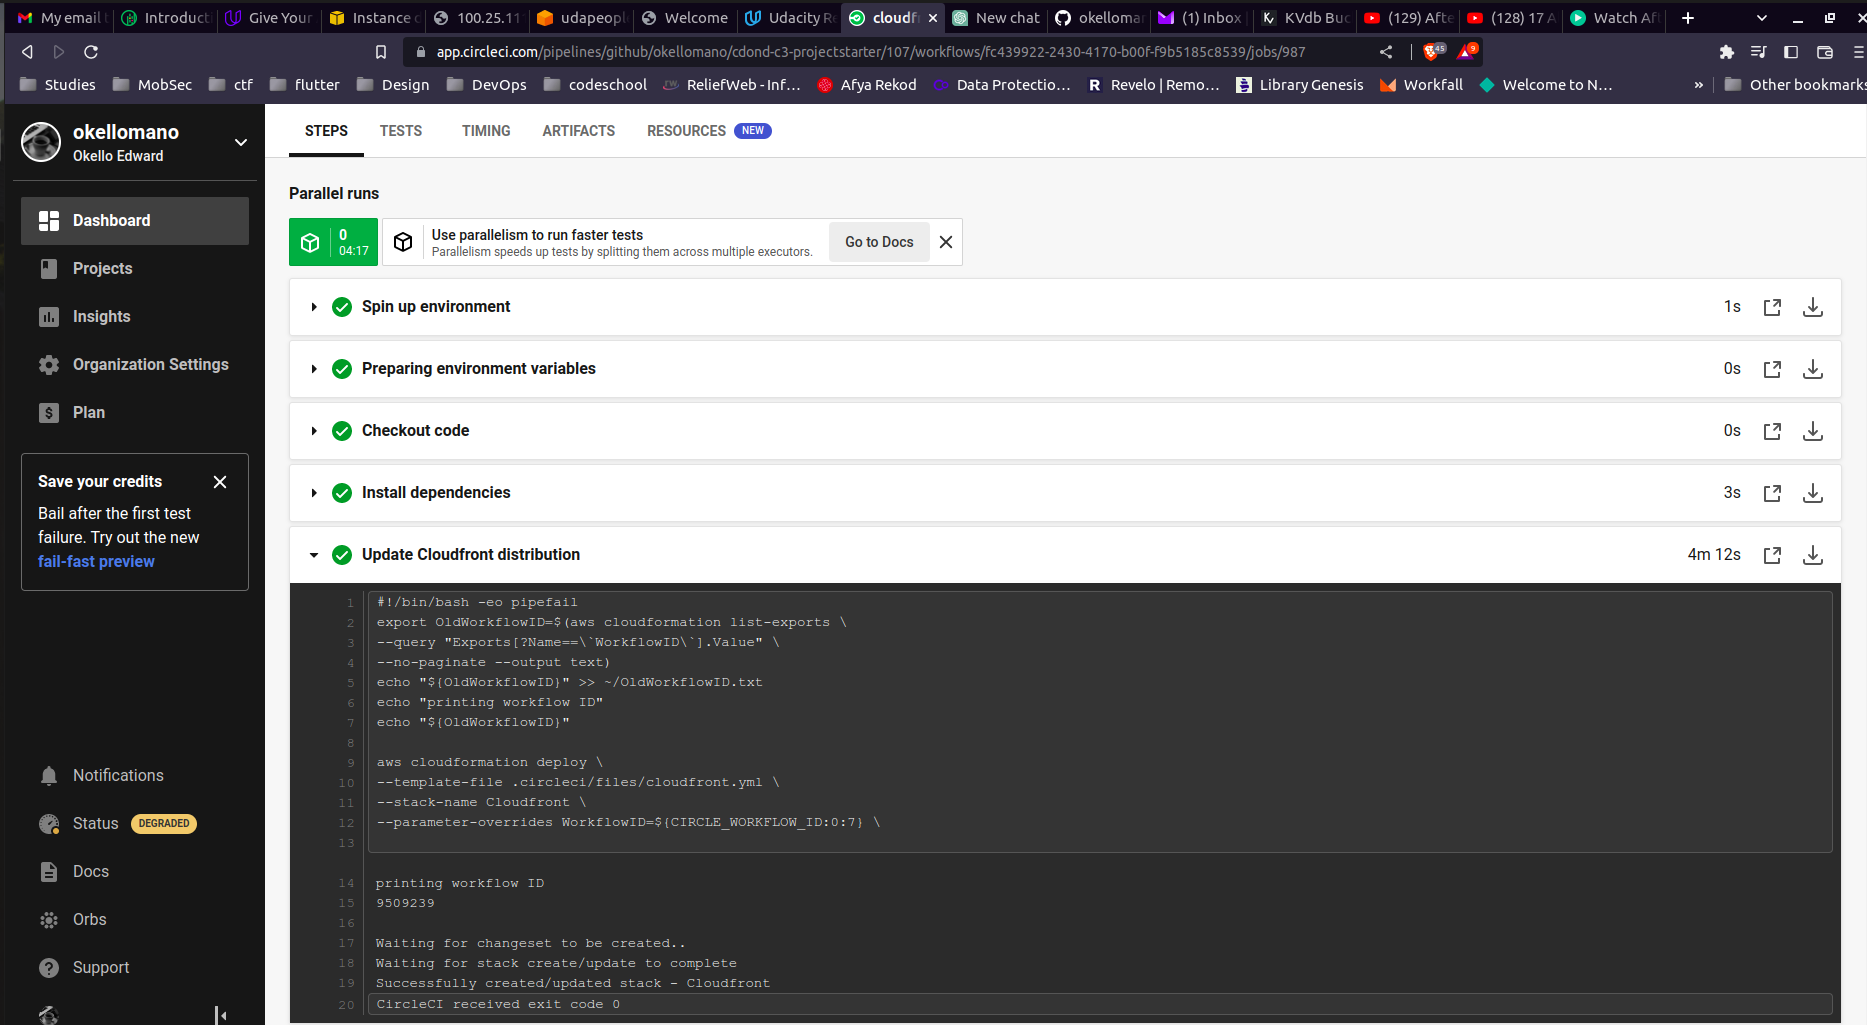 My email
Introduct
Give Your
Instance
100.25.11
udapeopl
Welcome
Udacity Re
cloudf
New chat
okelloma
(1) Inbox
KVdb Buc
(129) Afte
(128) 17 A
Watch Af
app.circleci.com/pipelines/github/okellomano/cdond-c3-projectstarter/107/workflows/fc439922-2430-4170-b00f-f9b5185c8539/jobs/987
45
9
Studies
MobSec
ctf
flutter
Design
DevOps
codeschool
ReliefWeb - Inf...
Afya Rekod
Data Protectio...
Revelo | Remo...
Library Genesis
Workfall
Welcome to N...
»
Other bookmarks
okellomano
Okello Edward
Dashboard
Projects
Insights
Organization Settings
Plan
Save your credits
Bail after the first test
failure. Try out the new
fail-fast preview
Notifications
Status DEGRADED
Docs
Orbs
Support
STEPS
TESTS
TIMING
ARTIFACTS
RESOURCES NEW
Parallel runs
0
04:17
Use parallelism to run faster tests
Parallelism speeds up tests by splitting them across multiple executors.
Go to Docs
Spin up environment 1s
Preparing environment variables 0s
Checkout code 0s
Install dependencies 3s
Update Cloudfront distribution 4m 12s
1 #!/bin/bash -eo pipefail
2 export OldWorkflowID=$(aws cloudformation list-exports \
3 --query "Exports[?Name==\`WorkflowID\`].Value" \
4 --no-paginate --output text)
5 echo "${OldWorkflowID}" >> ~/OldWorkflowID.txt
6 echo "printing workflow ID"
7 echo "${OldWorkflowID}"
8
9 aws cloudformation deploy \
10 --template-file .circleci/files/cloudfront.yml \
11 --stack-name Cloudfront \
12 --parameter-overrides WorkflowID=${CIRCLE_WORKFLOW_ID:0:7} \
13
14 printing workflow ID
15 9509239
16
17 Waiting for changeset to be created..
18 Waiting for stack create/update to complete
19 Successfully created/updated stack - Cloudfront
20 CircleCI received exit code 0